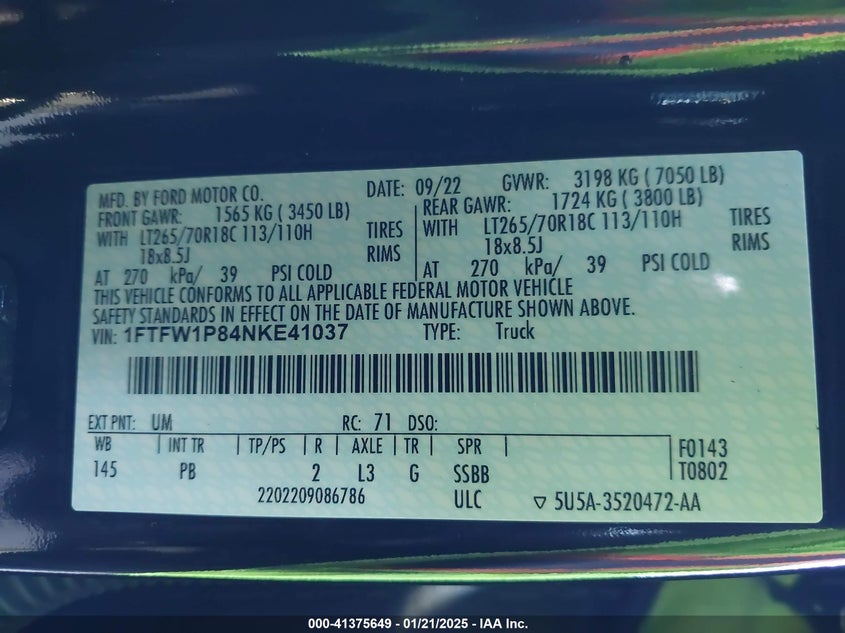 MFD. BY FORD MOTOR CO. DATE: 09/22 GVWR: 3198 KG ( 7050 LB)
FRONT GAWR: 1565 KG ( 3450 LB) REAR GAWR: 1724 KG ( 3800 LB)
WITH LT265/70R18C 113/110H TIRES WITH LT265/70R18C 113/110H TIRES
18x8.5J RIMS 18x8.5J RIMS
AT 270 kPa/ 39 PSI COLD AT 270 kPa/ 39 PSI COLD
THIS VEHICLE CONFORMS TO ALL APPLICABLE FEDERAL MOTOR VEHICLE
SAFETY STANDARDS IN EFFECT ON THE DATE OF MANUFACTURE SHOWN ABOVE.
VIN: 1FTFW1P84NKE41037 TYPE: Truck
EXT PNT: UM RC: 71 DSO:
WB INT TR TP/PS R AXLE TR SPR F0143
145 PB 2 L3 G SSBB T0802
2202209086786 ULC ▽ 5U5A-3520472-AA
000-41375649 - 01/21/2025 - IAA Inc.